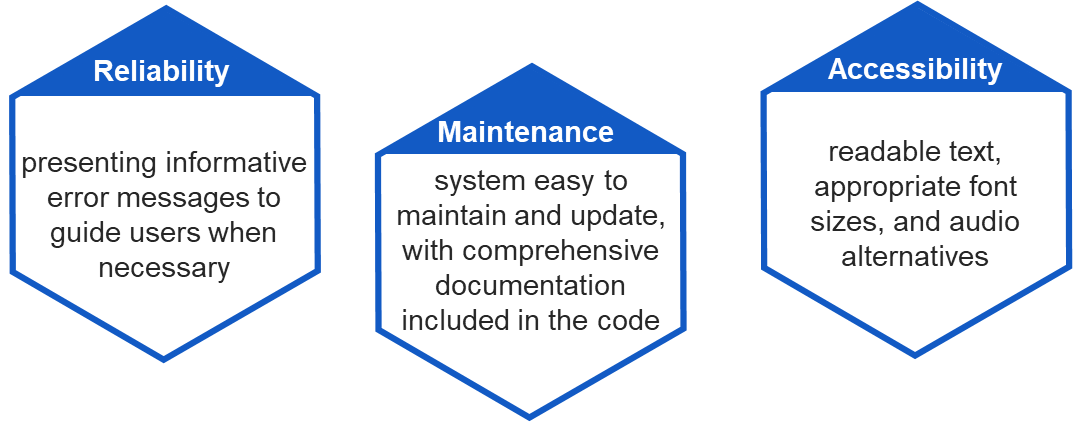 Reliability
presenting informative
error messages to
guide users when
necessary
Maintenance
system easy to
maintain and update,
with comprehensive
documentation
included in the code
Accessibility
readable text,
appropriate font
sizes, and audio
alternatives